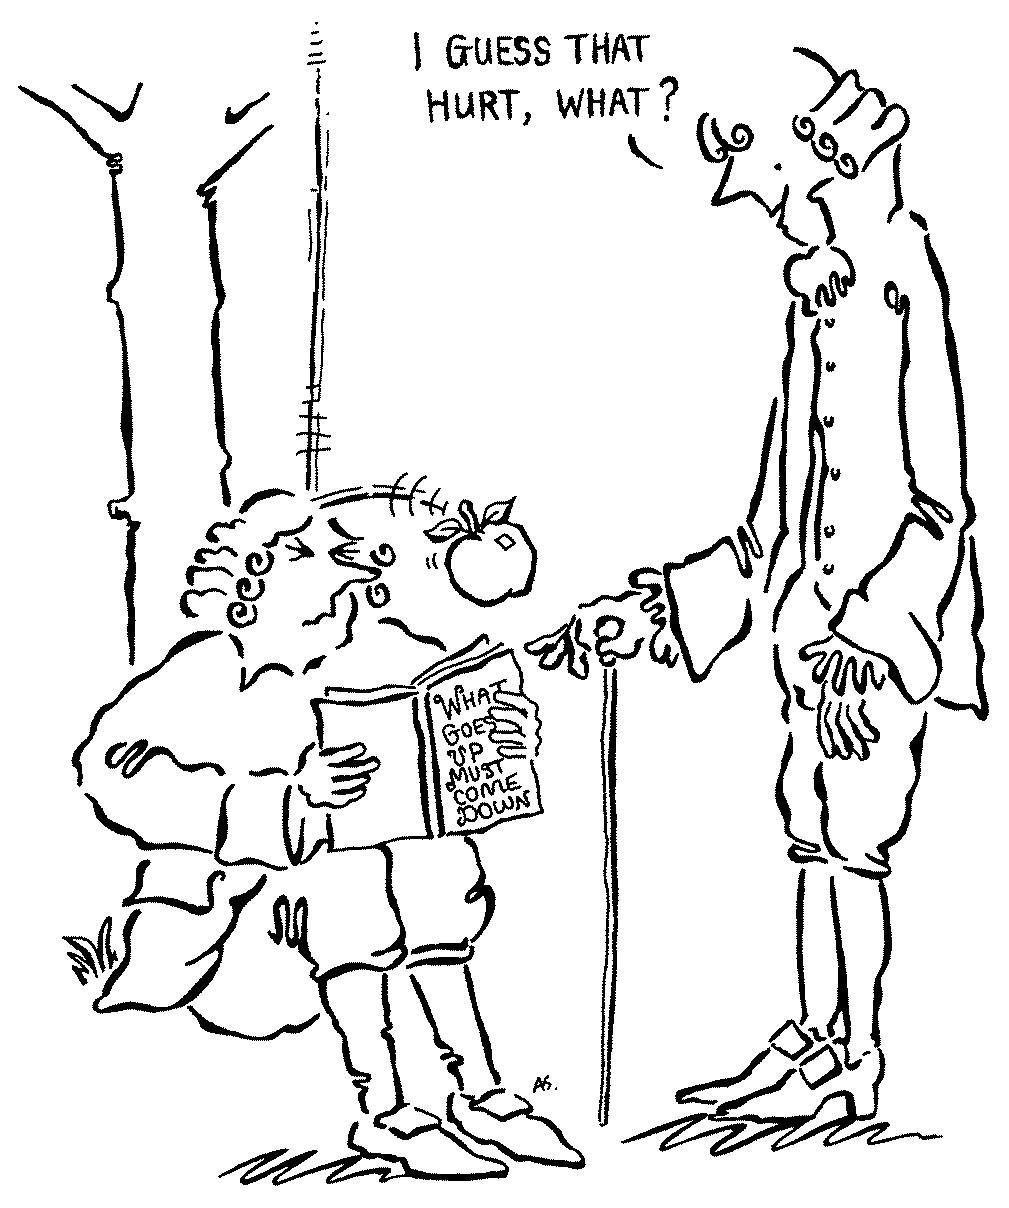 I GUESS THAT
HURT, WHAT?
WHAT
GOES
UP
MUST
COME
DOWN
AS.